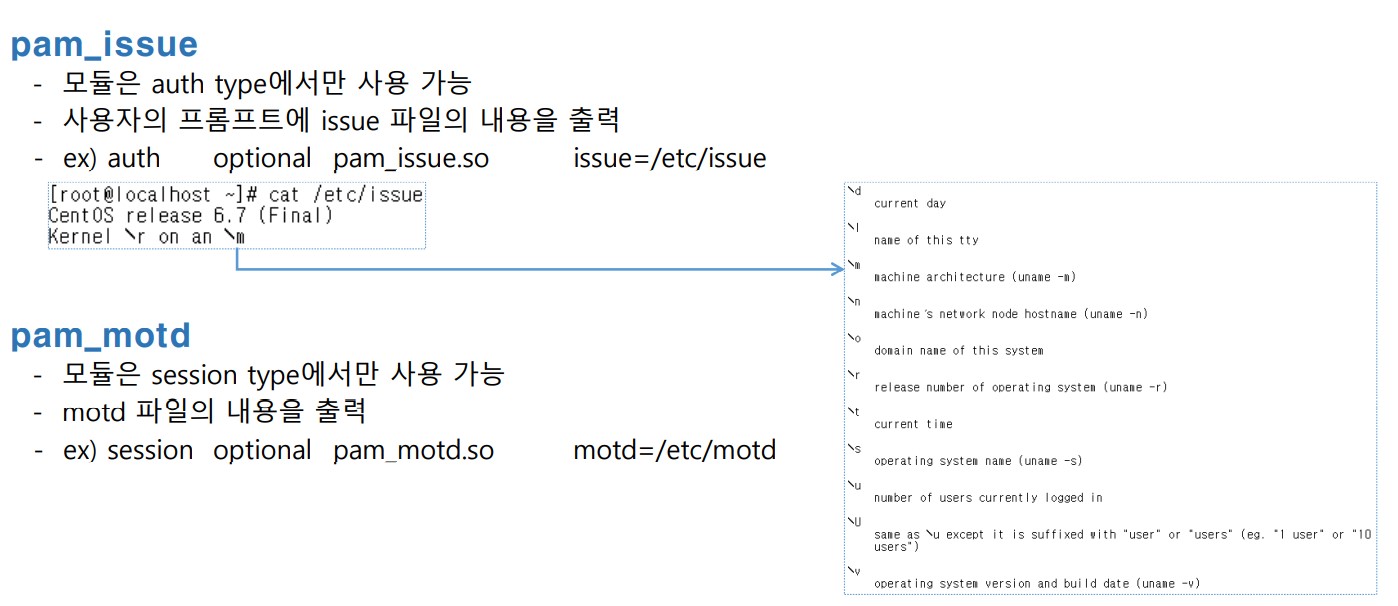 pam_issue
- 모듈은 auth type에서만 사용 가능
- 사용자의 프롬프트에 issue 파일의 내용을 출력
- ex) auth optional pam_issue.so issue=/etc/issue
[root@localhost ~]# cat /etc/issue
CentOS release 6.7 (Final)
Kernel \r on an \m
pam_motd
- 모듈은 session type에서만 사용 가능
- motd 파일의 내용을 출력
- ex) session optional pam_motd.so motd=/etc/motd
\d
current day
\l
name of this tty
\m
machine architecture (uname -m)
\n
machine's network node hostname (uname -n)
\o
domain name of this system
\r
release number of operating system (uname -r)
\t
current time
\s
operating system name (uname -s)
\u
number of users currently logged in
\U
same as \u except it is suffixed with "user" or "users" (eg. "1 user" or "10
users")
\v
operating system version and build date (uname -v)